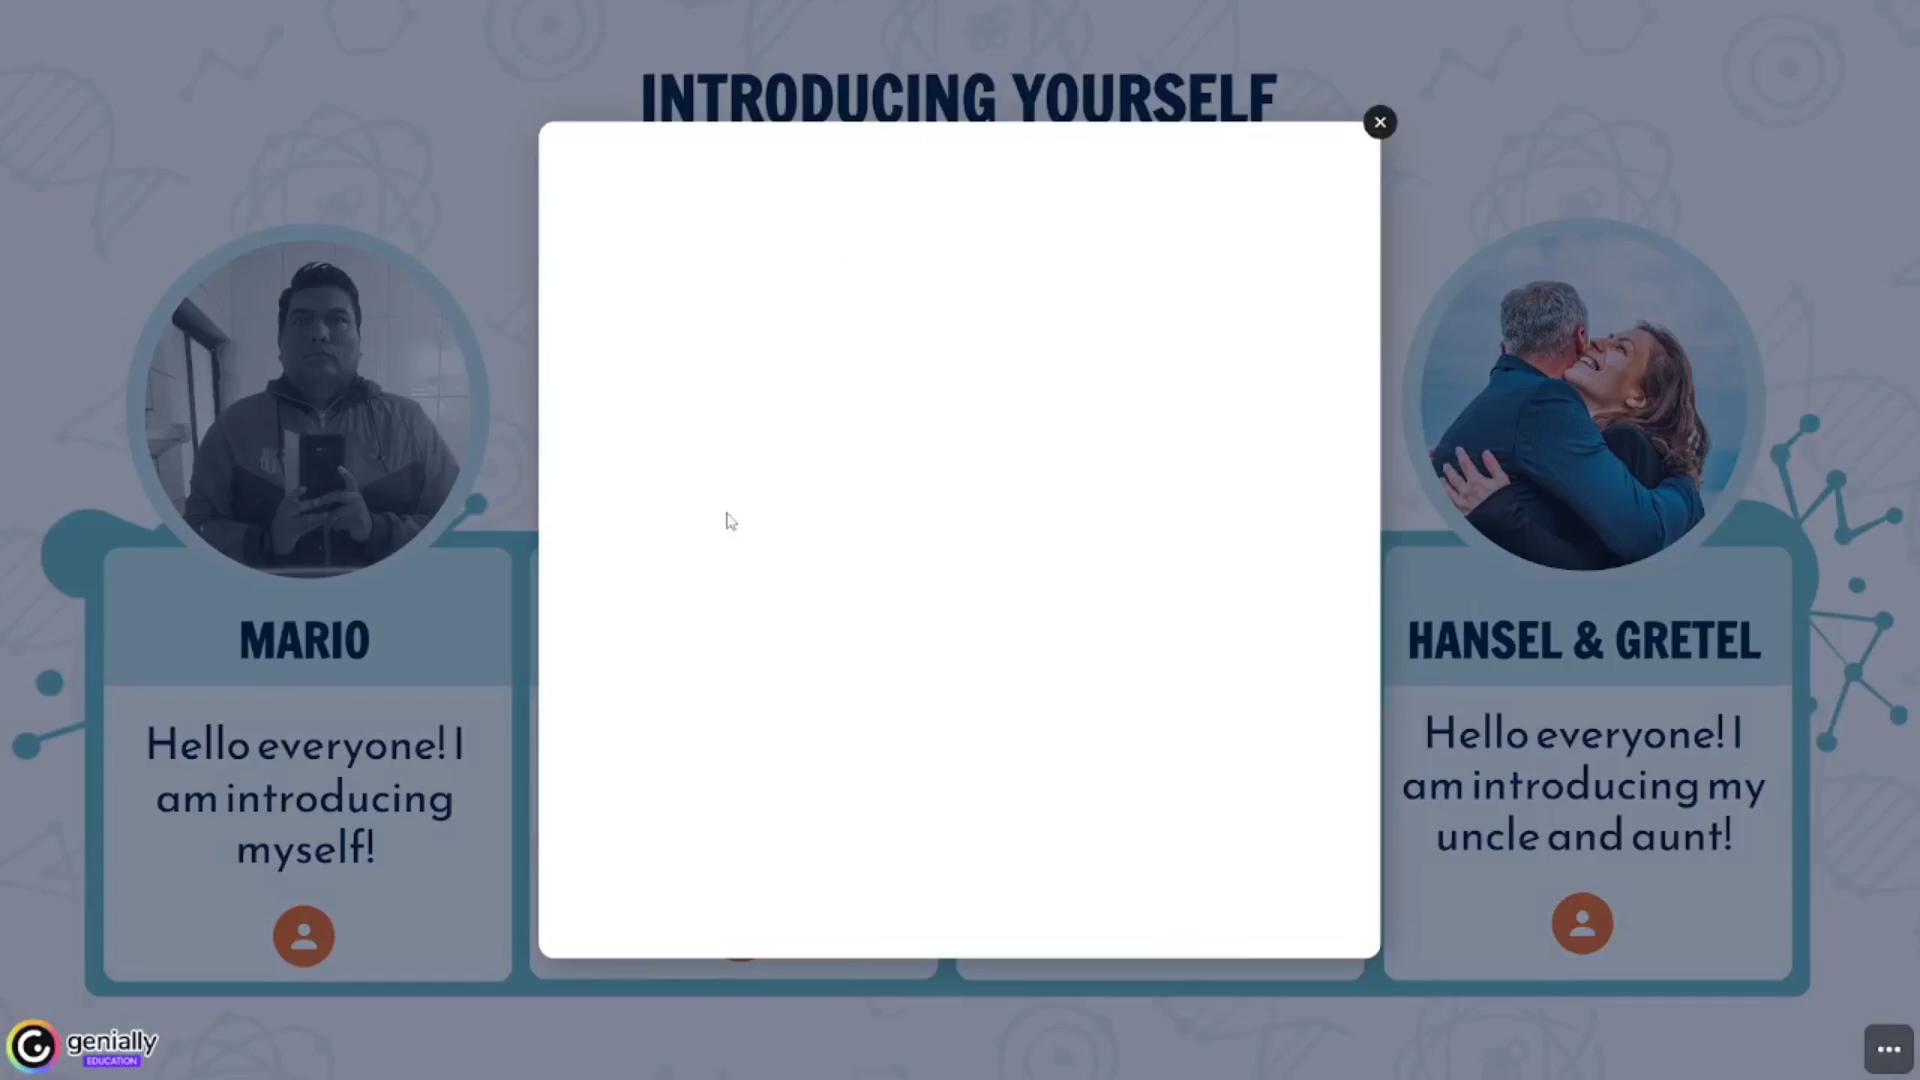 INTRODUCING YOURSELF
MARIO
Hello everyone! I
am introducing
myself!
HANSEL & GRETEL
Hello everyone! I
am introducing my
uncle and aunt!
genially
EDUCATION